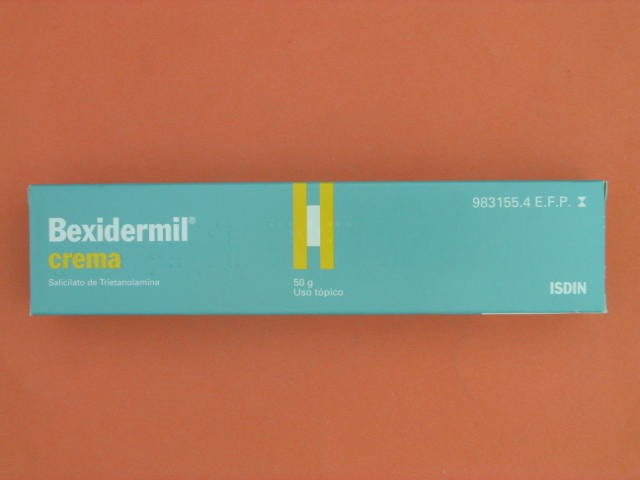 Bexidermil®
crema
Salicilato de Trietanolamina
50 g
Uso tópico
983155.4 E.F.P.
ISDIN